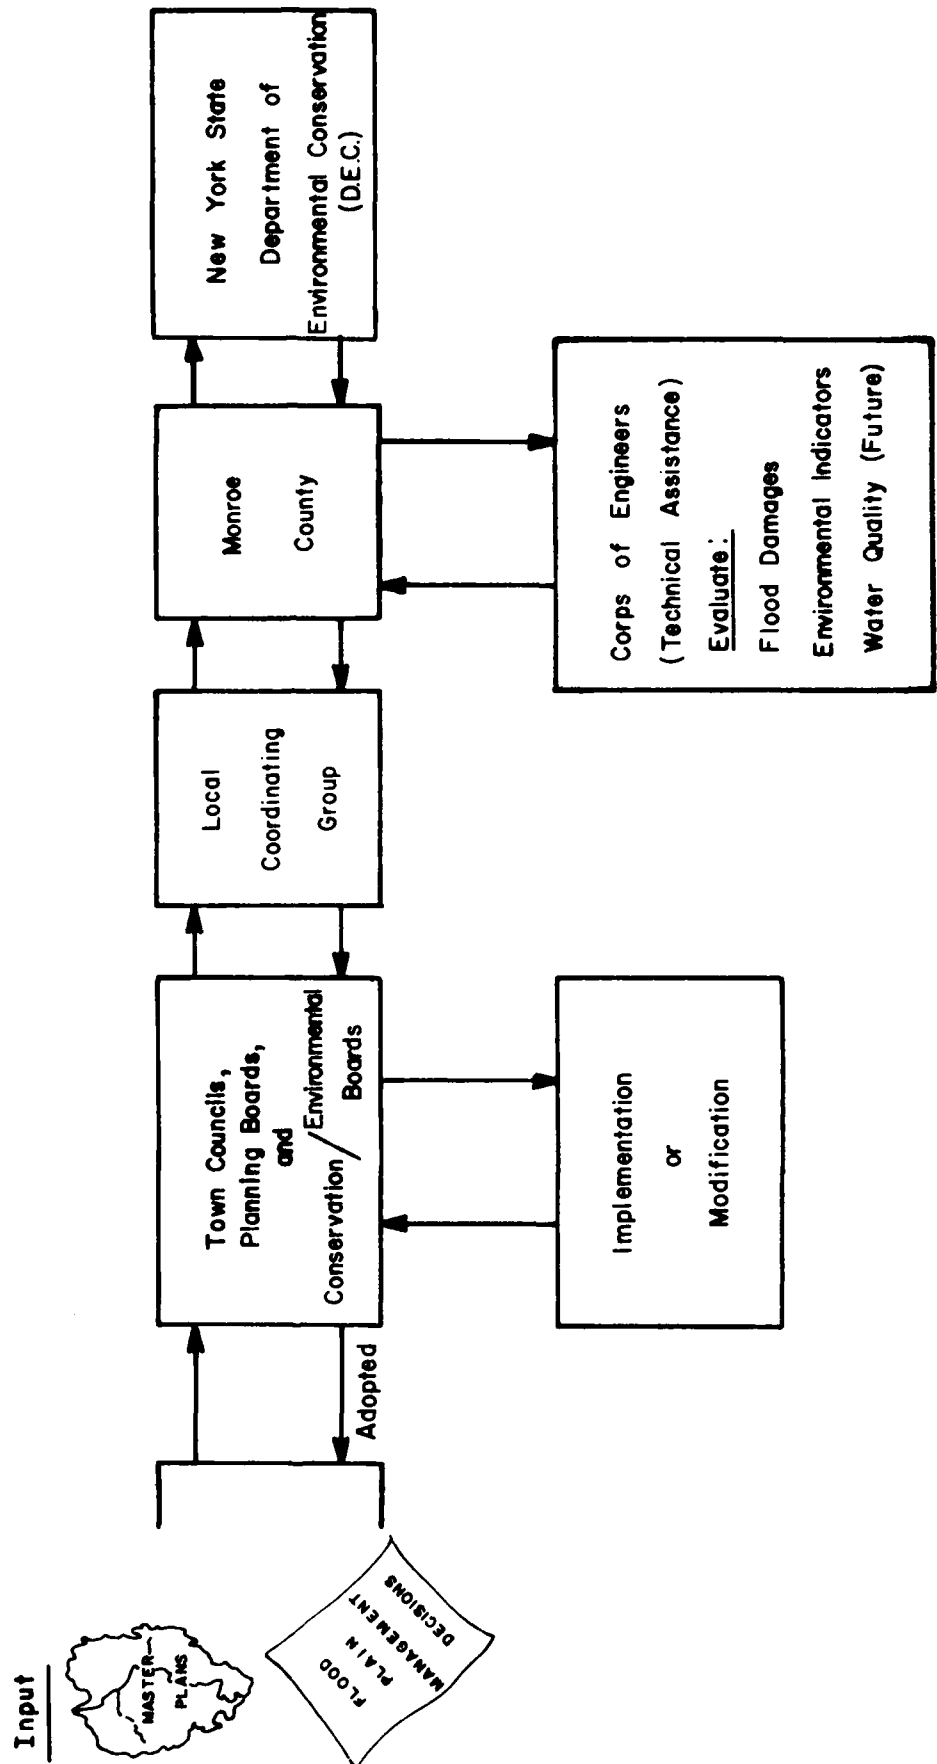 Input
MASTER
PLANS
FLOOD
PLAIN
MANAGEMENT
DECISIONS
Adopted
Town Councils,
Planning Boards,
and
Conservation/Environmental
Boards
Implementation
or
Modification
Local
Coordinating
Group
Monroe
County
Corps of Engineers
(Technical Assistance)
Evaluate:
Flood Damages
Environmental Indicators
Water Quality (Future)
New York State
Department of
Environmental Conservation
(D.E.C.)